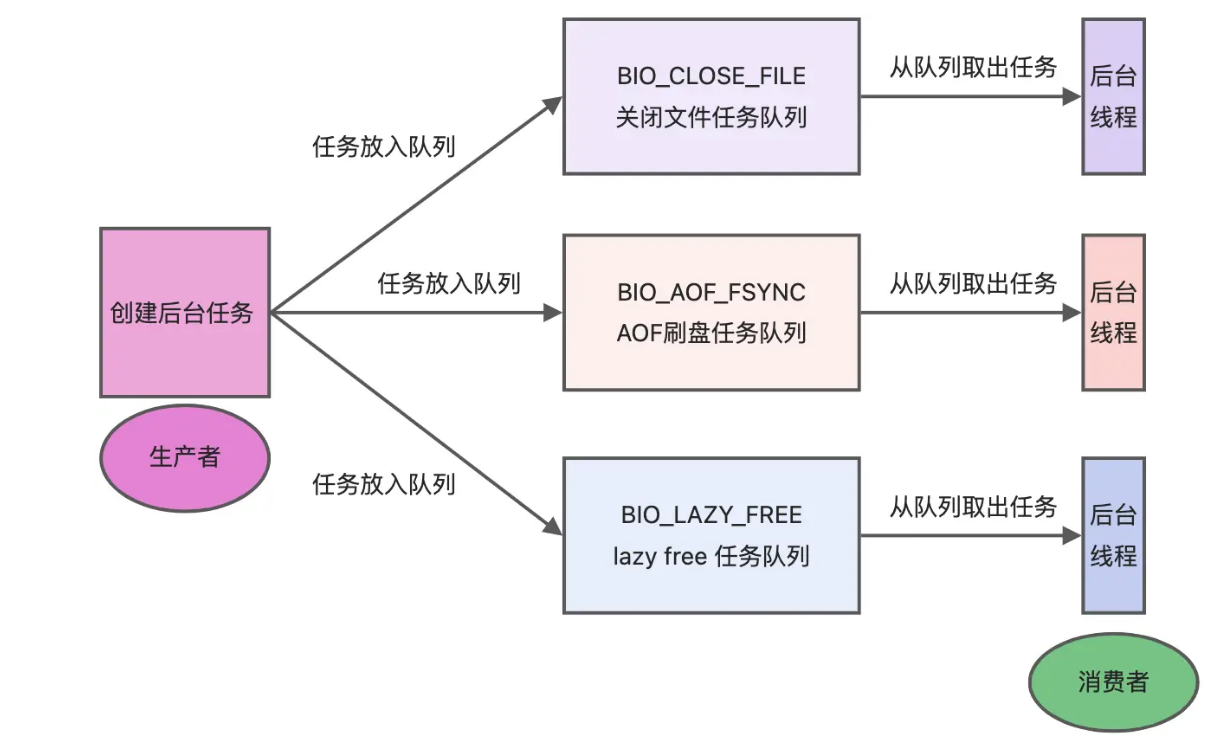 BIO_CLOSE_FILE
关闭文件任务队列
从队列取出任务
后台
线程
任务放入队列
创建后台任务
任务放入队列
BIO_AOF_FSYNC
AOF刷盘任务队列
从队列取出任务
后台
线程
生产者
任务放入队列
BIO_LAZY_FREE
lazy free 任务队列
从队列取出任务
后台
线程
消费者